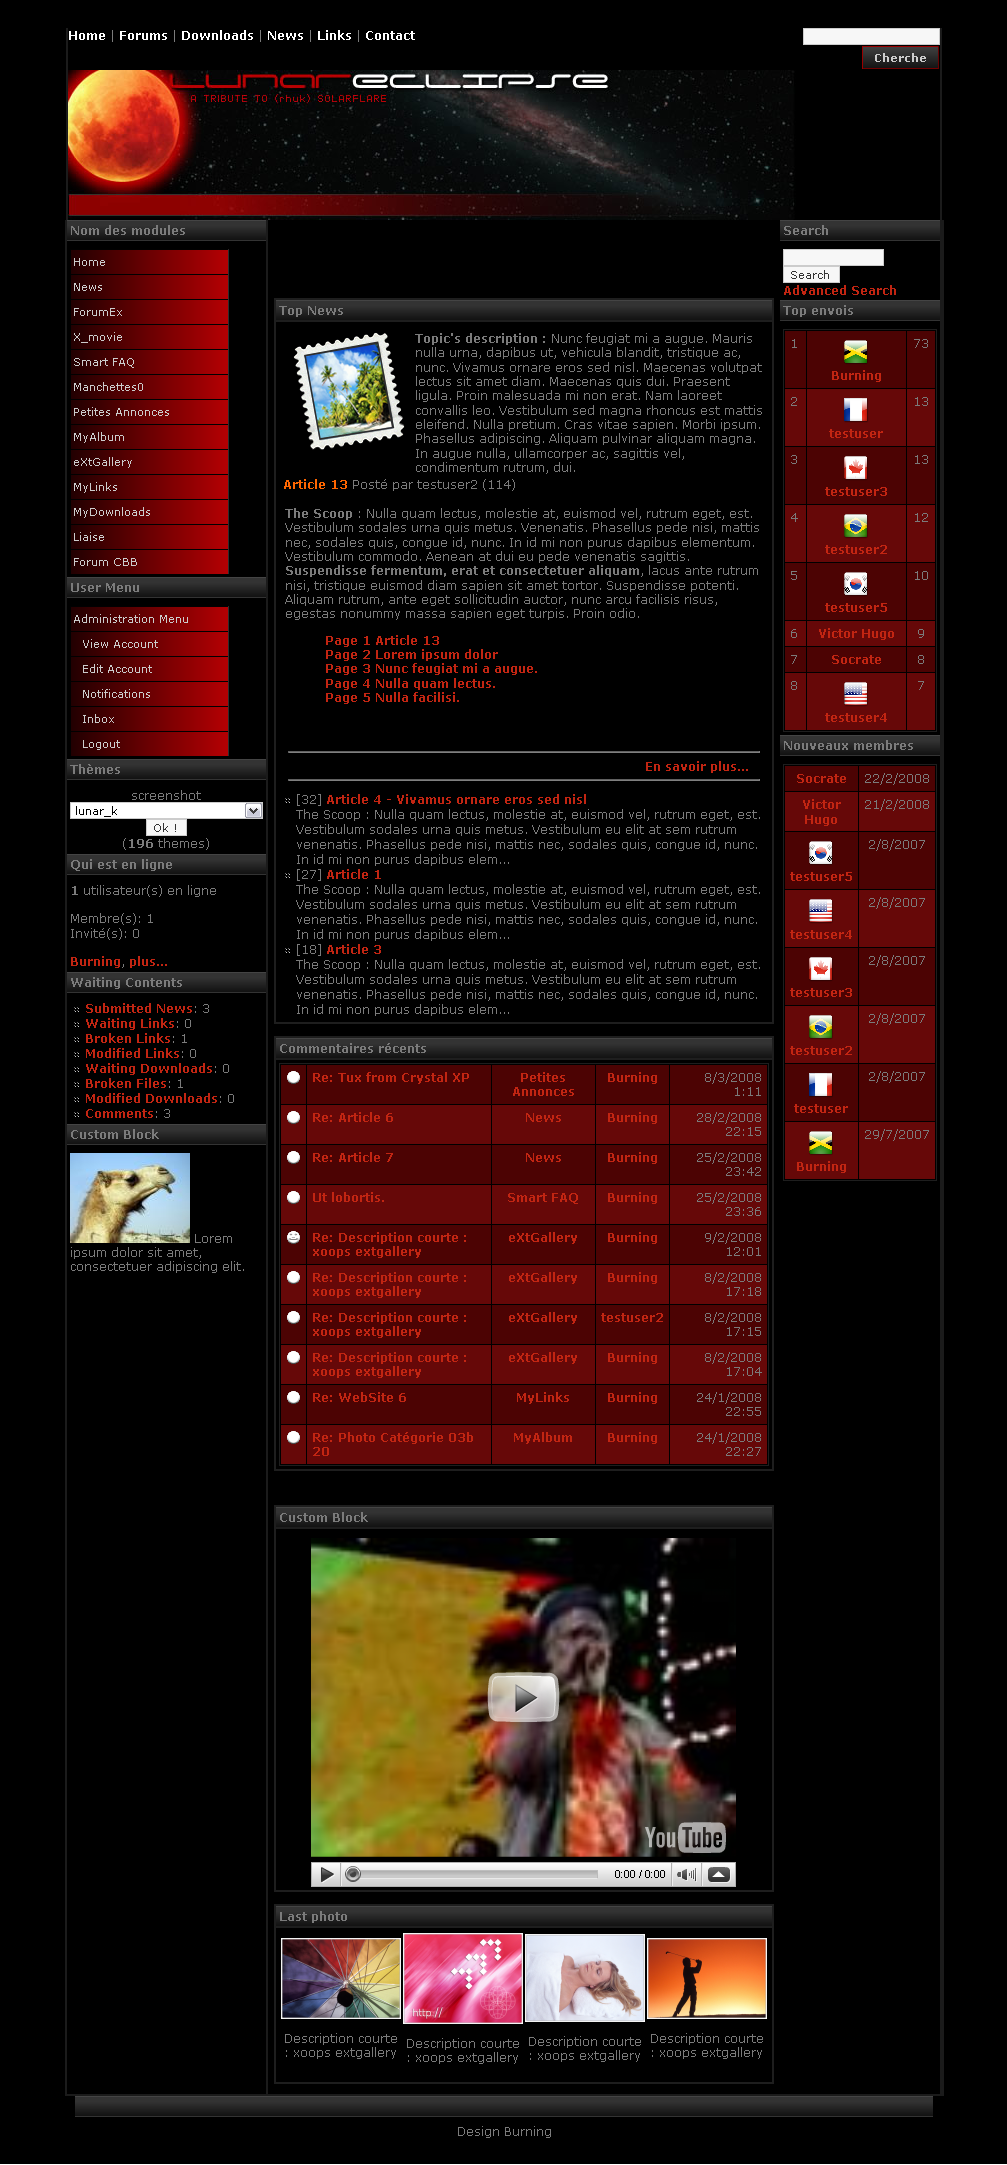 Home | Forums | Downloads | News | Links | Contact
Cherche
LUNARECLIPSE
A TRIBUTE TO (rhuk) SOLARFLARE
Nom des modules
Home
News
ForumEx
X_movie
Smart FAQ
Manchettes0
Petites Annonces
MyAlbum
eXtGallery
MyLinks
MyDownloads
Liaise
Forum CBB
User Menu
Administration Menu
View Account
Edit Account
Notifications
Inbox
Logout
Thèmes
screenshot
lunar_k
Ok !
(196 themes)
Qui est en ligne
1 utilisateur(s) en ligne
Membre(s): 1
Invité(s): 0
Burning, plus...
Waiting Contents
» Submitted News: 3
» Waiting Links: 0
» Broken Links: 1
» Modified Links: 0
» Waiting Downloads: 0
» Broken Files: 1
» Modified Downloads: 0
» Comments: 3
Custom Block
Lorem
ipsum dolor sit amet,
consectetuer adipiscing elit.
Top News
Topic's description : Nunc feugiat mi a augue. Mauris
nulla urna, dapibus ut, vehicula blandit, tristique ac,
nunc. Vivamus ornare eros sed nisl. Maecenas volutpat
lectus sit amet diam. Maecenas quis dui. Praesent
ligula. Proin malesuada mi non erat. Nam laoreet
convallis leo. Vestibulum sed magna rhoncus est mattis
eleifend. Nulla pretium. Cras vitae sapien. Morbi ipsum.
Phasellus adipiscing. Aliquam pulvinar aliquam magna.
In augue nulla, ullamcorper ac, sagittis vel,
condimentum rutrum, dui.
Article 13 Posté par testuser2 (114)
The Scoop : Nulla quam lectus, molestie at, euismod vel, rutrum eget, est.
Vestibulum sodales urna quis metus. Venenatis. Phasellus pede nisi, mattis
nec, sodales quis, congue id, nunc. In id mi non purus dapibus elementum.
Vestibulum commodo. Aenean at dui eu pede venenatis sagittis.
Suspendisse fermentum, erat et consectetuer aliquam, lacus ante rutrum
nisi, tristique euismod diam sapien sit amet tortor. Suspendisse potenti.
Aliquam rutrum, ante eget sollicitudin auctor, nunc arcu facilisis risus,
egestas nonummy massa sapien eget turpis. Proin odio.
Page 1 Article 13
Page 2 Lorem ipsum dolor
Page 3 Nunc feugiat mi a augue.
Page 4 Nulla quam lectus.
Page 5 Nulla facilisi.
En savoir plus...
» [32] Article 4 - Vivamus ornare eros sed nisl
The Scoop : Nulla quam lectus, molestie at, euismod vel, rutrum eget, est.
Vestibulum sodales urna quis metus. Vestibulum eu elit at sem rutrum
venenatis. Phasellus pede nisi, mattis nec, sodales quis, congue id, nunc.
In id mi non purus dapibus elem...
» [27] Article 1
The Scoop : Nulla quam lectus, molestie at, euismod vel, rutrum eget, est.
Vestibulum sodales urna quis metus. Vestibulum eu elit at sem rutrum
venenatis. Phasellus pede nisi, mattis nec, sodales quis, congue id, nunc.
In id mi non purus dapibus elem...
» [18] Article 3
The Scoop : Nulla quam lectus, molestie at, euismod vel, rutrum eget, est.
Vestibulum sodales urna quis metus. Vestibulum eu elit at sem rutrum
venenatis. Phasellus pede nisi, mattis nec, sodales quis, congue id, nunc.
In id mi non purus dapibus elem...
Commentaires récents
Re: Tux from Crystal XP Petites Burning 8/3/2008
Annonces 1:11
Re: Article 6 News Burning 28/2/2008
22:15
Re: Article 7 News Burning 25/2/2008
23:42
Ut lobortis. Smart FAQ Burning 25/2/2008
23:36
Re: Description courte : eXtGallery Burning 9/2/2008
xoops extgallery 12:01
Re: Description courte : eXtGallery Burning 8/2/2008
xoops extgallery 17:18
Re: Description courte : eXtGallery testuser2 8/2/2008
xoops extgallery 17:15
Re: Description courte : eXtGallery Burning 8/2/2008
xoops extgallery 17:04
Re: WebSite 6 MyLinks Burning 24/1/2008
22:55
Re: Photo Catégorie 03b MyAlbum Burning 24/1/2008
20 22:27
Custom Block
YouTube
0:00 / 0:00
Last photo
http://
Description courte
: xoops extgallery
Description courte
: xoops extgallery
Description courte
: xoops extgallery
Description courte
: xoops extgallery
Search
Search
Advanced Search
Top envois
1 73
Burning
2 13
testuser
3 13
testuser3
4 12
testuser2
5 10
testuser5
6 Victor Hugo 9
7 Socrate 8
8 7
testuser4
Nouveaux membres
Socrate 22/2/2008
Victor 21/2/2008
Hugo
2/8/2007
testuser5
2/8/2007
testuser4
2/8/2007
testuser3
2/8/2007
testuser2
2/8/2007
testuser
29/7/2007
Burning
Design Burning